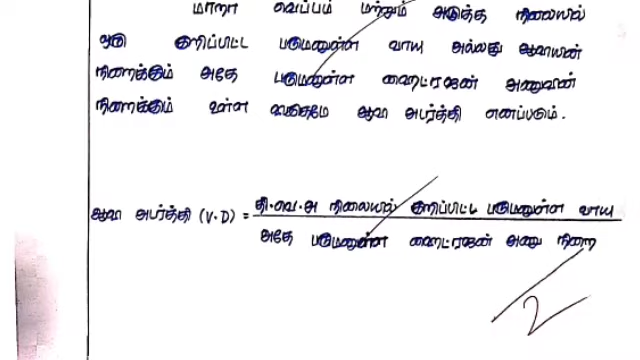 மாறா வெப்பம் மற்றும் அழுத்த நிலையில்
ஒரு குறிப்பிட்ட பருமனுள்ள வாயு அல்லது ஆவியின்
நிறைக்கும் அதே பருமனுள்ள ஹைட்ரஜன் அணுவின்
நிறைக்கும் உள்ள விகிதமே ஆவி அடர்த்தி எனப்படும்.
ஆவி அடர்த்தி (V.D) = தி.வெ.அ நிலையில் குறிப்பிட்ட பருமனுள்ள வாயு
அதே பருமனுள்ள ஹைட்ரஜன் அணு நிறை
2